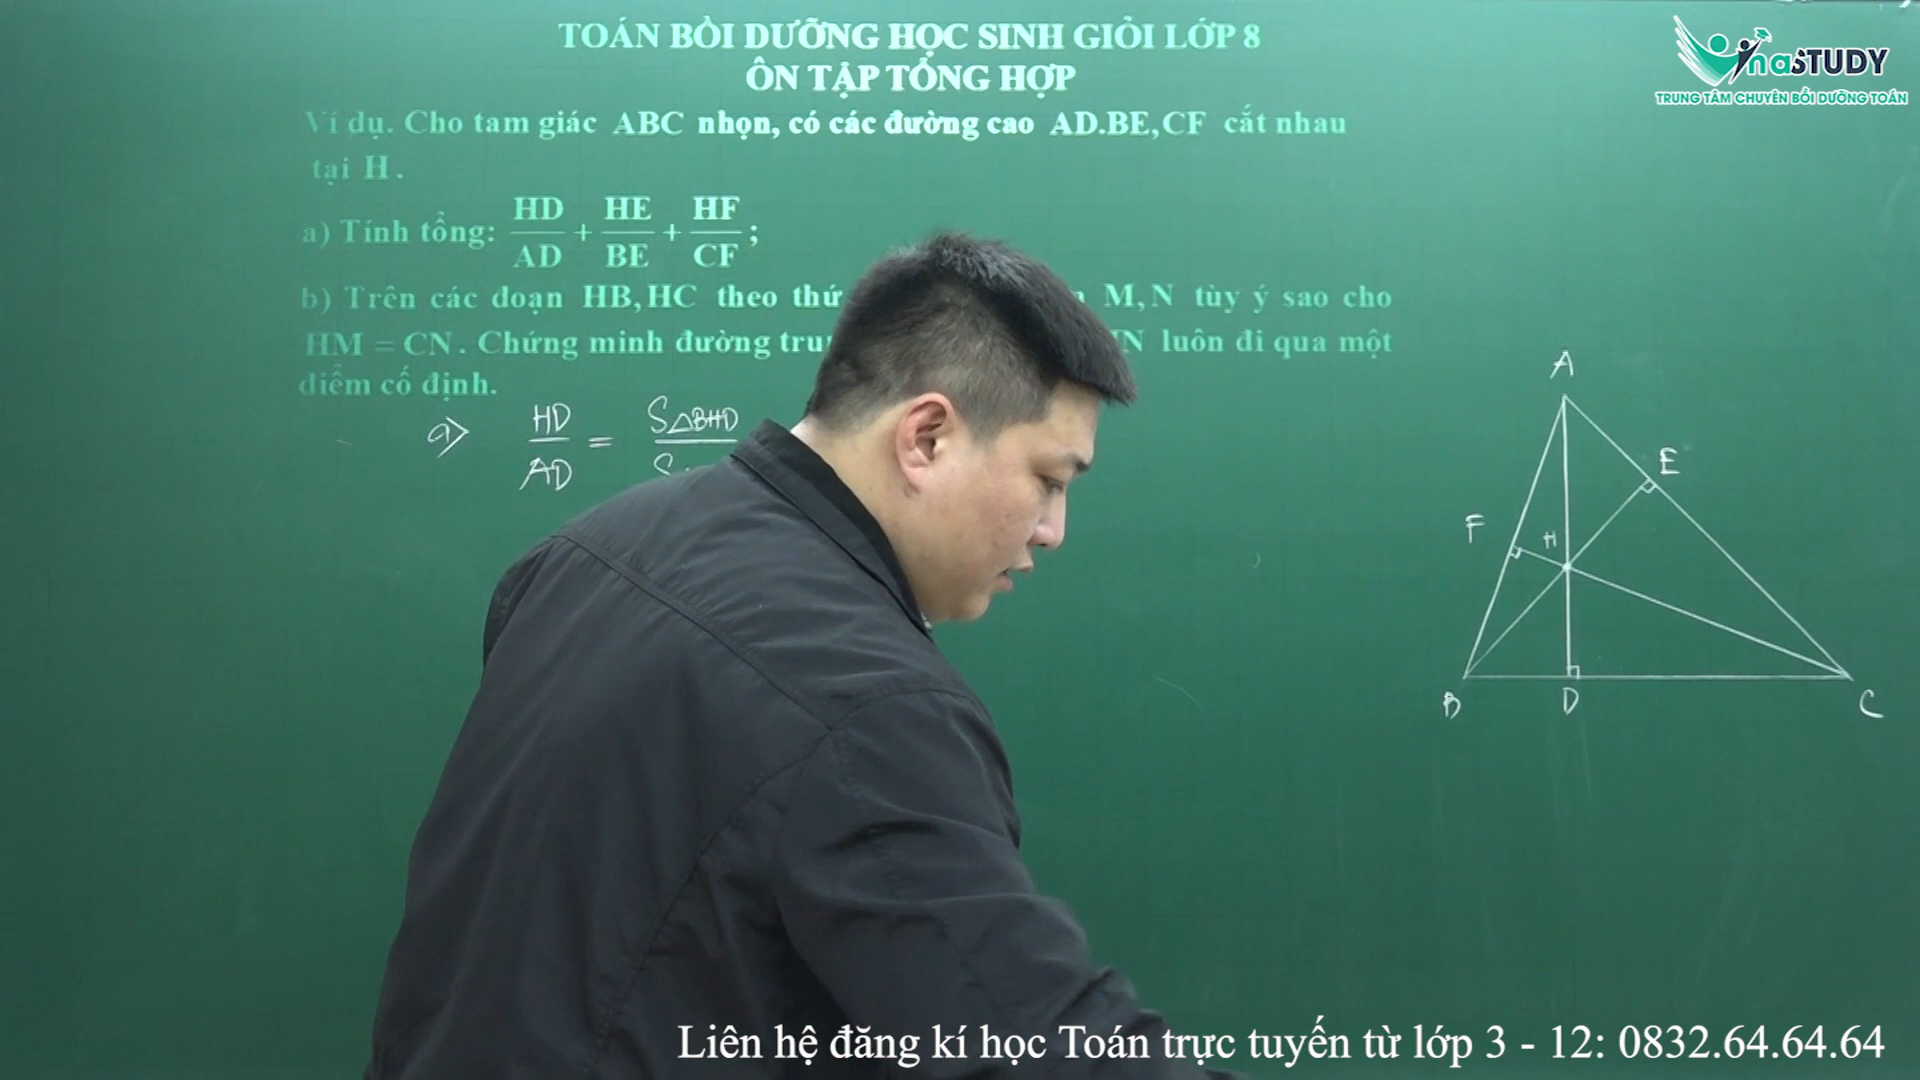 TOÁN BỒI DƯỠNG HỌC SINH GIỎI LỚP 8
ÔN TẬP TỔNG HỢP
naSTUDY
TRUNG TÂM CHUYÊN BỒI DƯỠNG TOÁN
Ví dụ. Cho tam giác ABC nhọn, có các đường cao AD.BE,CF cắt nhau
tại H.
a) Tính tổng: HD/AD + HE/BE + HF/CF;
b) Trên các đoạn HB,HC theo thứ M,N tùy ý sao cho
HM = CN. Chứng minh đường luôn đi qua một
điểm cố định.
a> HD/AD = S△BHD
A
E
F
H
B
D
C
Liên hệ đăng kí học Toán trực tuyến từ lớp 3 - 12: 0832.64.64.64